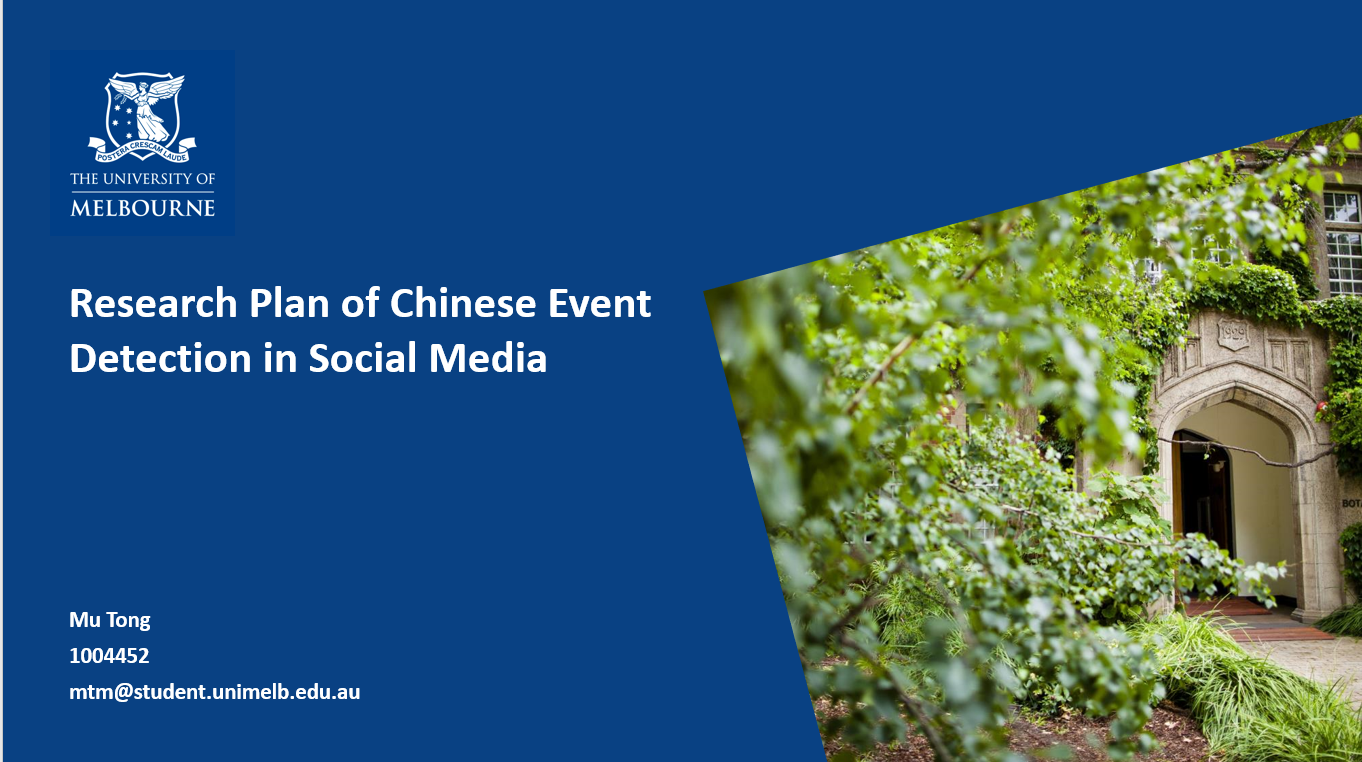 POSTERA CRESCAM LAUDE
THE UNIVERSITY OF
MELBOURNE
Research Plan of Chinese Event
Detection in Social Media
Mu Tong
1004452
mtm@student.unimelb.edu.au
BOT